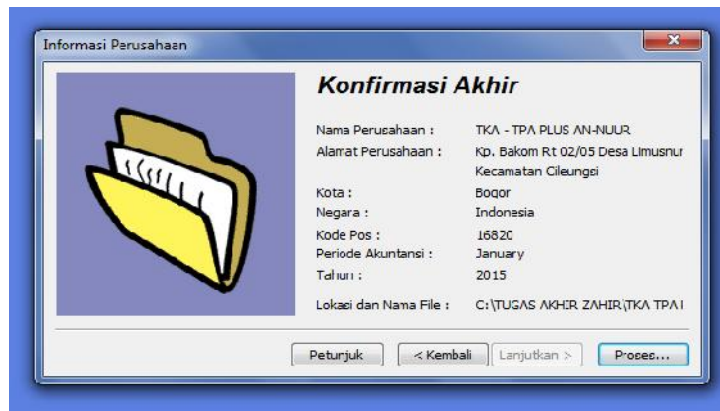 Informasi Perusahaan
Konfirmasi Akhir
Nama Perusahaan : TKA - TPA PLUS AN-NUUR
Alamat Perusahaan : Kp. Bakom Rt 02/05 Desa Limusnur
Kecamatan Cileungsi
Kota : Bogor
Negara : Indonesia
Kode Pos : 16820
Periode Akuntansi : January
Tahun : 2015
Lokasi dan Nama File : C:\TUGAS AKHIR ZAHIR\TKA TPA
Petunjuk < Kembali Lanjutkan > Proses...